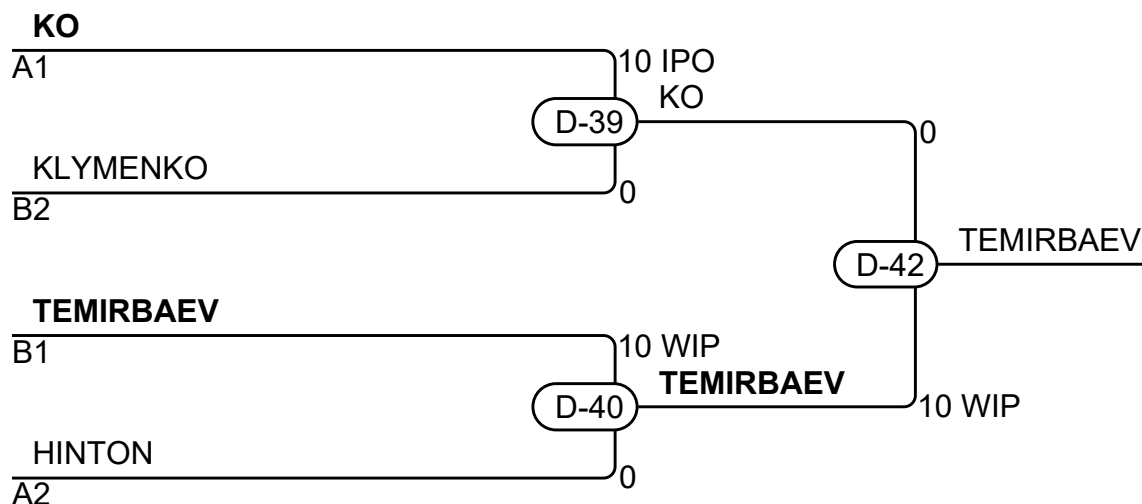 KO
A1
10 IPO
KO
D-39
0
KLYMENKO
B2
0
D-42
TEMIRBAEV
TEMIRBAEV
B1
10 WIP
TEMIRBAEV
D-40
10 WIP
HINTON
A2
0